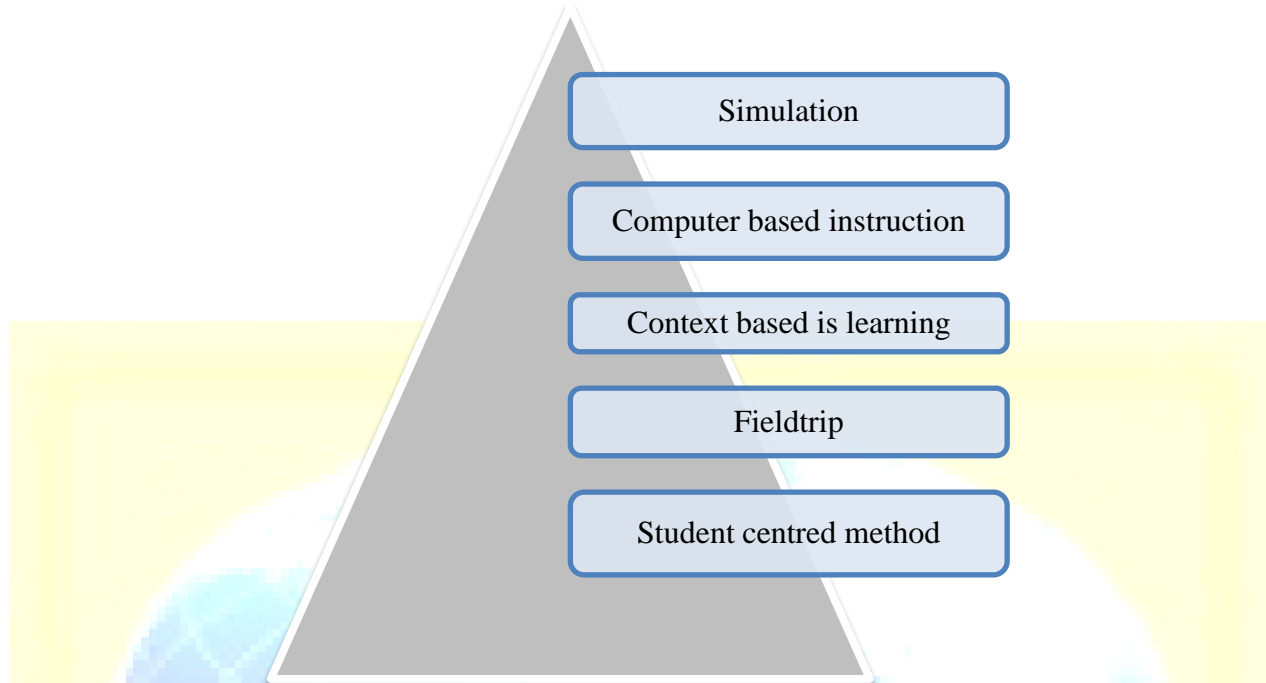 Simulation
Computer based instruction
Context based is learning
Fieldtrip
Student centred method